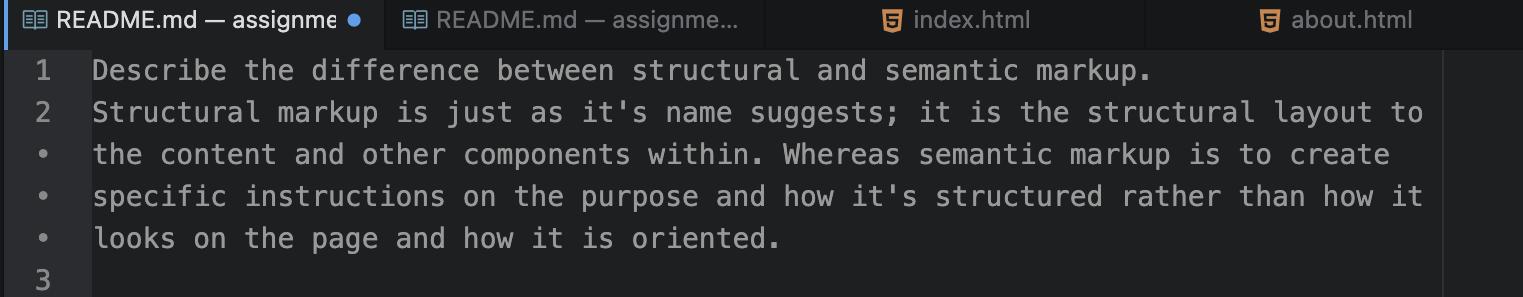 README.md — assignme README.md — assignme... index.html about.html
1 Describe the difference between structural and semantic markup.
2 Structural markup is just as it's name suggests; it is the structural layout to
• the content and other components within. Whereas semantic markup is to create
• specific instructions on the purpose and how it's structured rather than how it
• looks on the page and how it is oriented.
3